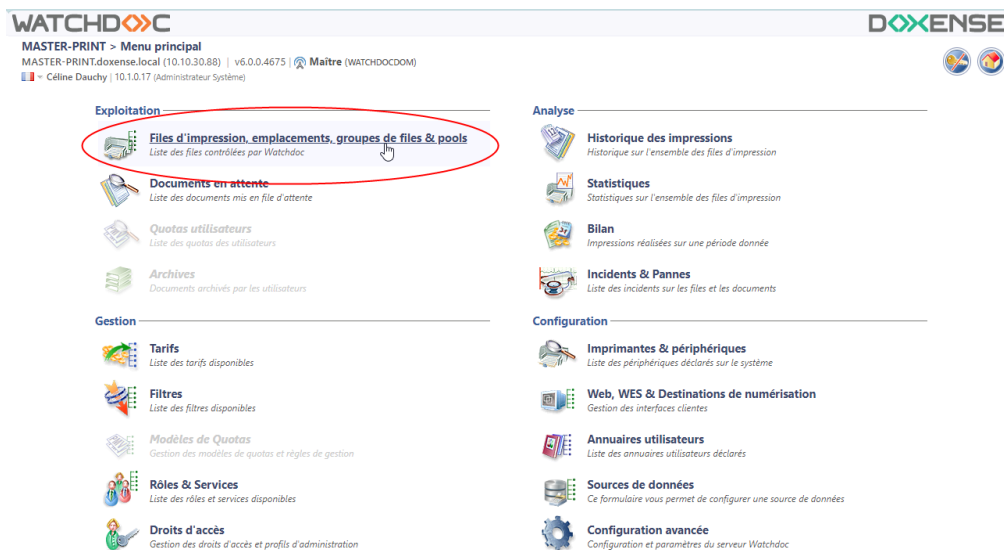 WATCHDOC
DOXENSE
MASTER-PRINT > Menu principal
MASTER-PRINT.doxense.local (10.10.30.88) | v6.0.0.4675 | Maître (WATCHDOCDOM)
Céline Dauchy | 10.1.0.17 (Administrateur Système)
Exploitation
Files d'impression, emplacements, groupes de files & pools
Liste des files contrôlées par Watchdoc
Documents en attente
Liste des documents mis en file d'attente
Quotas utilisateurs
Liste des quotas des utilisateurs
Archives
Documents archivés par les utilisateurs
Analyse
Historique des impressions
Historique sur l'ensemble des files d'impression
Statistiques
Statistiques sur l'ensemble des files d'impression
Bilan
Impressions réalisées sur une période donnée
Incidents & Pannes
Liste des incidents sur les files et les documents
Gestion
Tarifs
Liste des tarifs disponibles
Filtres
Liste des filtres disponibles
Modèles de Quotas
Gestion des modèles de quotas et règles de gestion
Rôles & Services
Liste des rôles et services disponibles
Droits d'accès
Gestion des droits d'accès et profils d'administration
Configuration
Imprimantes & périphériques
Liste des périphériques déclarés sur le système
Web, WES & Destinations de numérisation
Gestion des interfaces clientes
Annuaires utilisateurs
Liste des annuaires utilisateurs déclarés
Sources de données
Ce formulaire vous permet de configurer une source de données
Configuration avancée
Configuration et paramètres du serveur Watchdoc